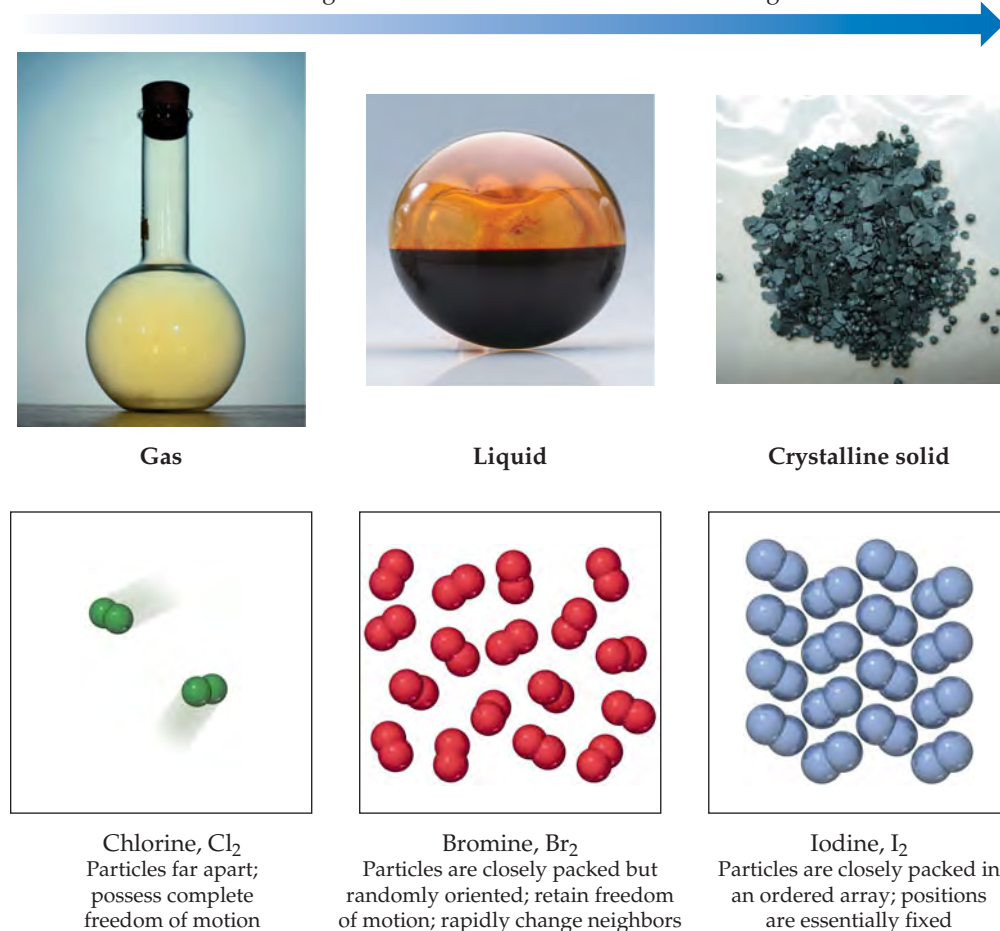 Gas
Liquid
Crystalline solid
Chlorine, Cl₂
Particles far apart;
possess complete
freedom of motion
Bromine, Br₂
Particles are closely packed but
randomly oriented; retain freedom
of motion; rapidly change neighbors
Iodine, I₂
Particles are closely packed in
an ordered array; positions
are essentially fixed